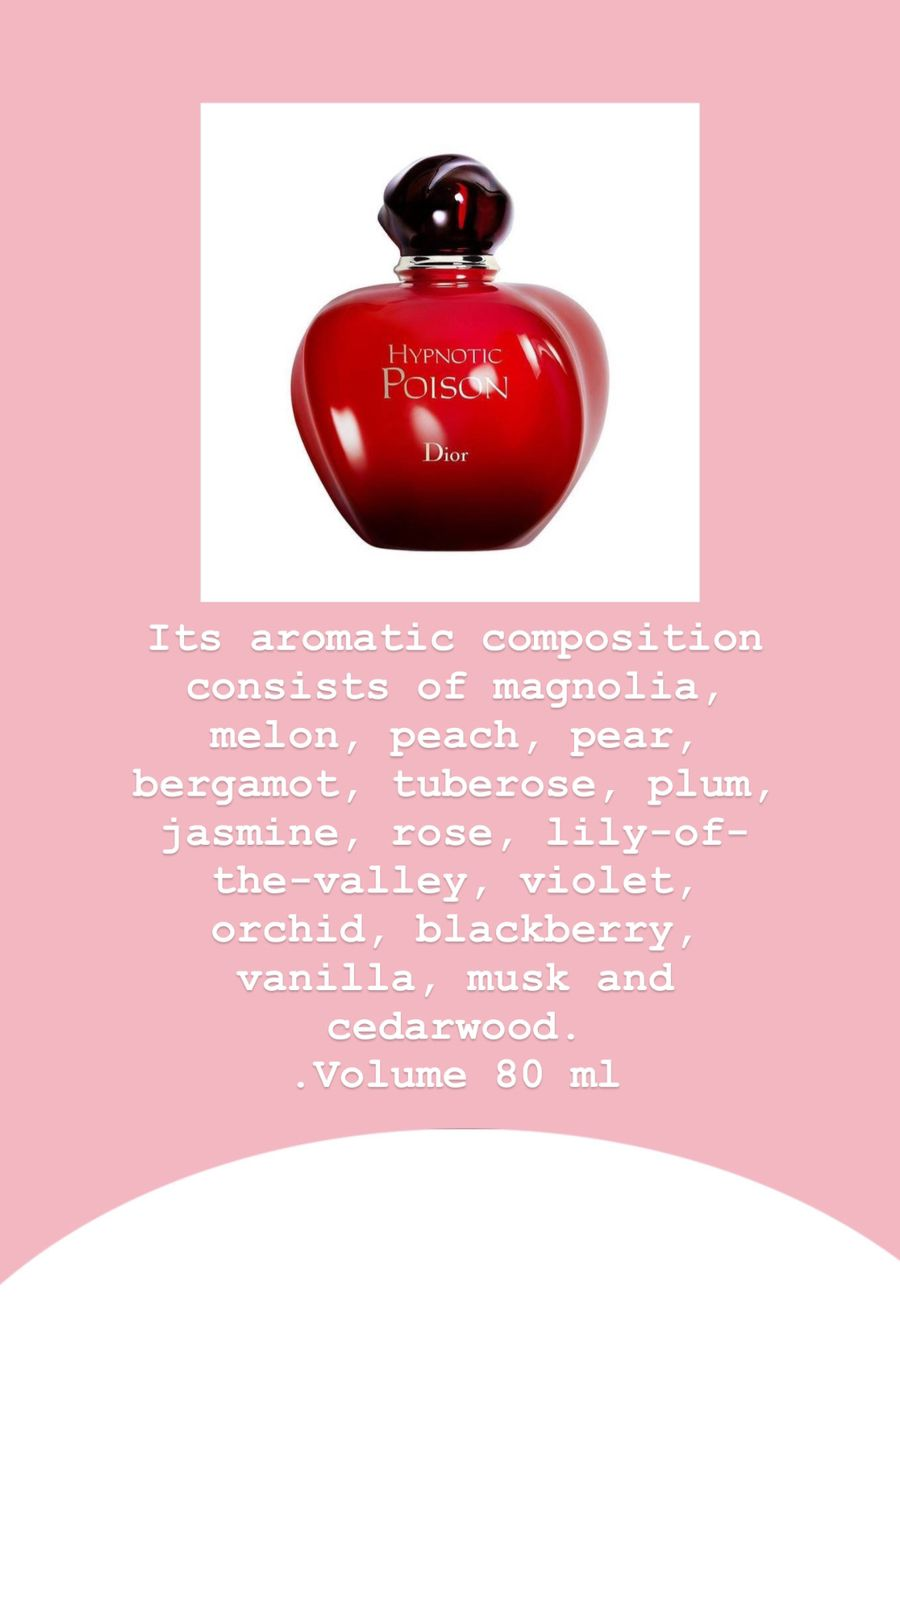 HYPNOTIC
POISON
Dior
Its aromatic composition
consists of magnolia,
melon, peach, pear,
bergamot, tuberose, plum,
jasmine, rose, lily-of-
the-valley, violet,
orchid, blackberry,
vanilla, musk and
cedarwood.
.Volume 80 ml